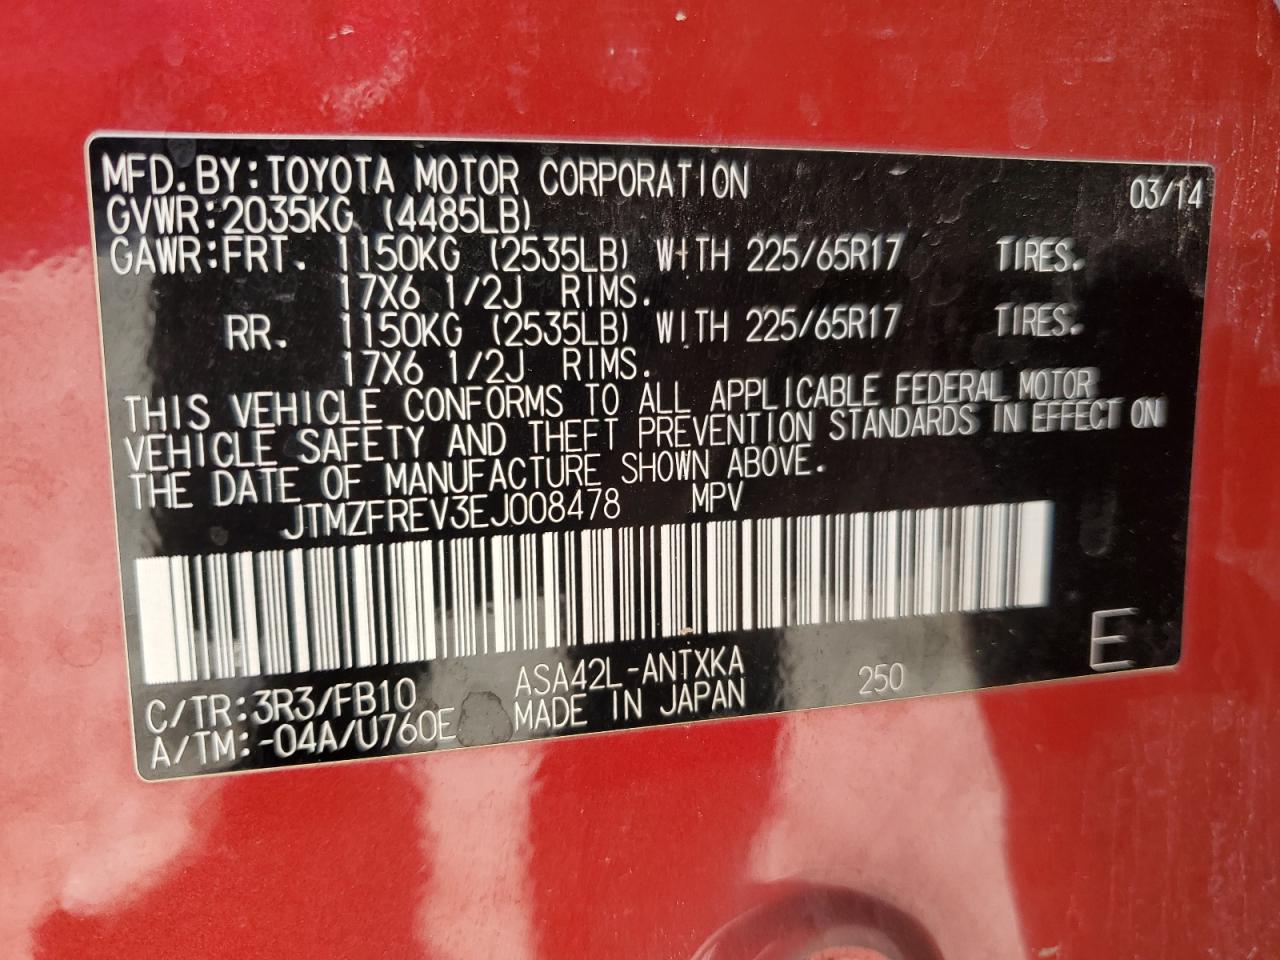 MFD.BY:TOYOTA MOTOR CORPORATION 03/14
GVWR:2035KG (4485LB)
GAWR:FRT. 1150KG (2535LB) WITH 225/65R17 TIRES.
17X6 1/2J RIMS.
RR. 1150KG (2535LB) WITH 225/65R17 TIRES.
17X6 1/2J RIMS.
THIS VEHICLE CONFORMS TO ALL APPLICABLE FEDERAL MOTOR
VEHICLE SAFETY AND THEFT PREVENTION STANDARDS IN EFFECT ON
THE DATE OF MANUFACTURE SHOWN ABOVE.
JTMZFREV3EJ008478 MPV
E
C/TR:3R3/FB10 ASA42L-ANTXKA 250
A/TM:-04A/U760E MADE IN JAPAN